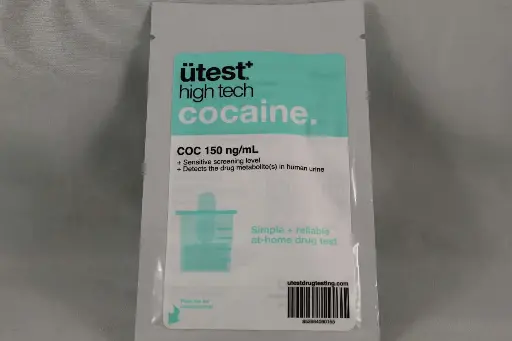 ütest+
high tech
cocaine.
COC 150 ng/mL
+ Sensitive screening level
+ Detects the drug metabolite(s) in human urine
Simple + reliable
at-home drug test
utestdrugtesting.com